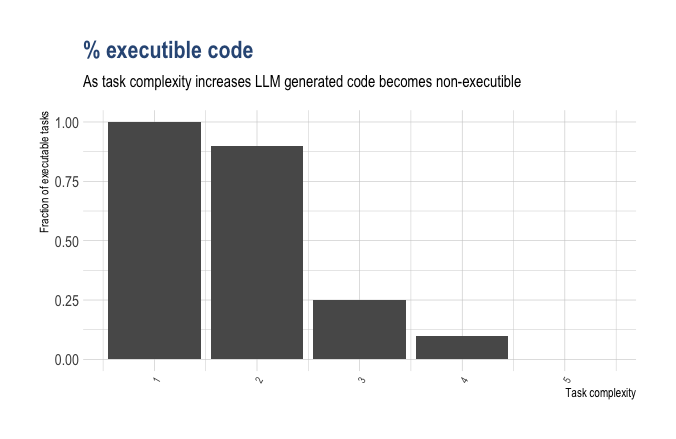 % executible code
As task complexity increases LLM generated code becomes non-executible
Fraction of executable tasks
1.00
0.75
0.50
0.25
0.00
1
2
3
4
5
Task complexity